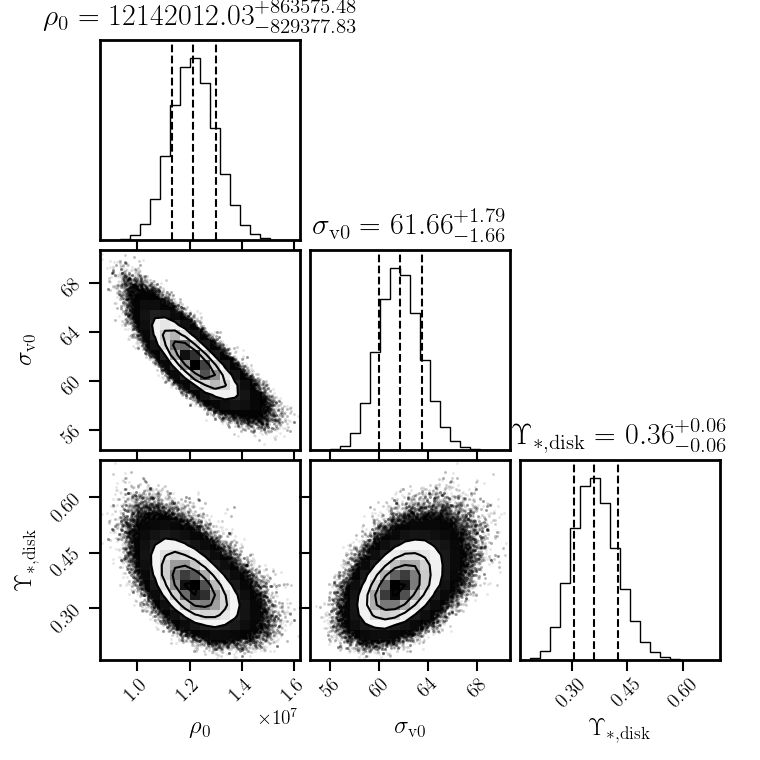 ρ₀ = 12142012.03⁺⁸⁶³⁵⁷⁵·⁴⁸₋₈₂₉₃₇₇.₈₃
σᵥ₀ = 61.66⁺¹·⁷⁹₋₁.₆₆
68
64
60
56
σᵥ₀
ϒ∗,disk = 0.36⁺⁰·⁰⁶₋₀.₀₆
0.60
0.45
0.30
ϒ∗,disk
1.0 1.2 1.4 1.6
×10⁷
ρ₀
56 60 64 68
σᵥ₀
0.30 0.45 0.60
ϒ∗,disk